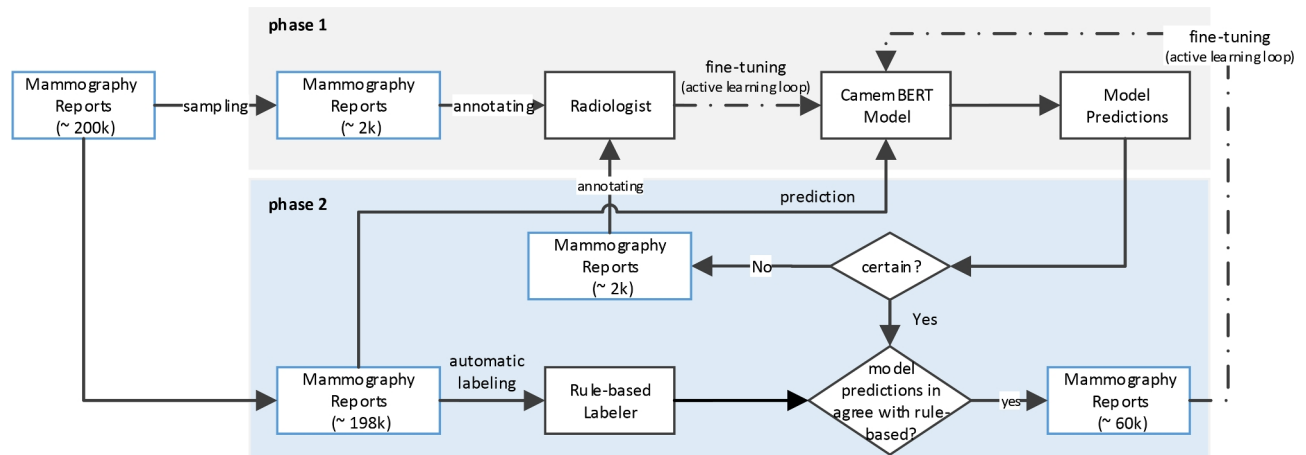 phase 1
fine-tuning
(active learning loop)
Mammography
Reports
(~ 200k)
sampling
Mammography
Reports
(~ 2k)
annotating
Radiologist
fine-tuning
(active learning loop)
CamemBERT
Model
Model
Predictions
annotating
phase 2
prediction
Mammography
Reports
(~ 2k)
No
certain?
Yes
Mammography
Reports
(~ 198k)
automatic
labeling
Rule-based
Labeler
model
predictions in
agree with rule-
based?
yes
Mammography
Reports
(~ 60k)